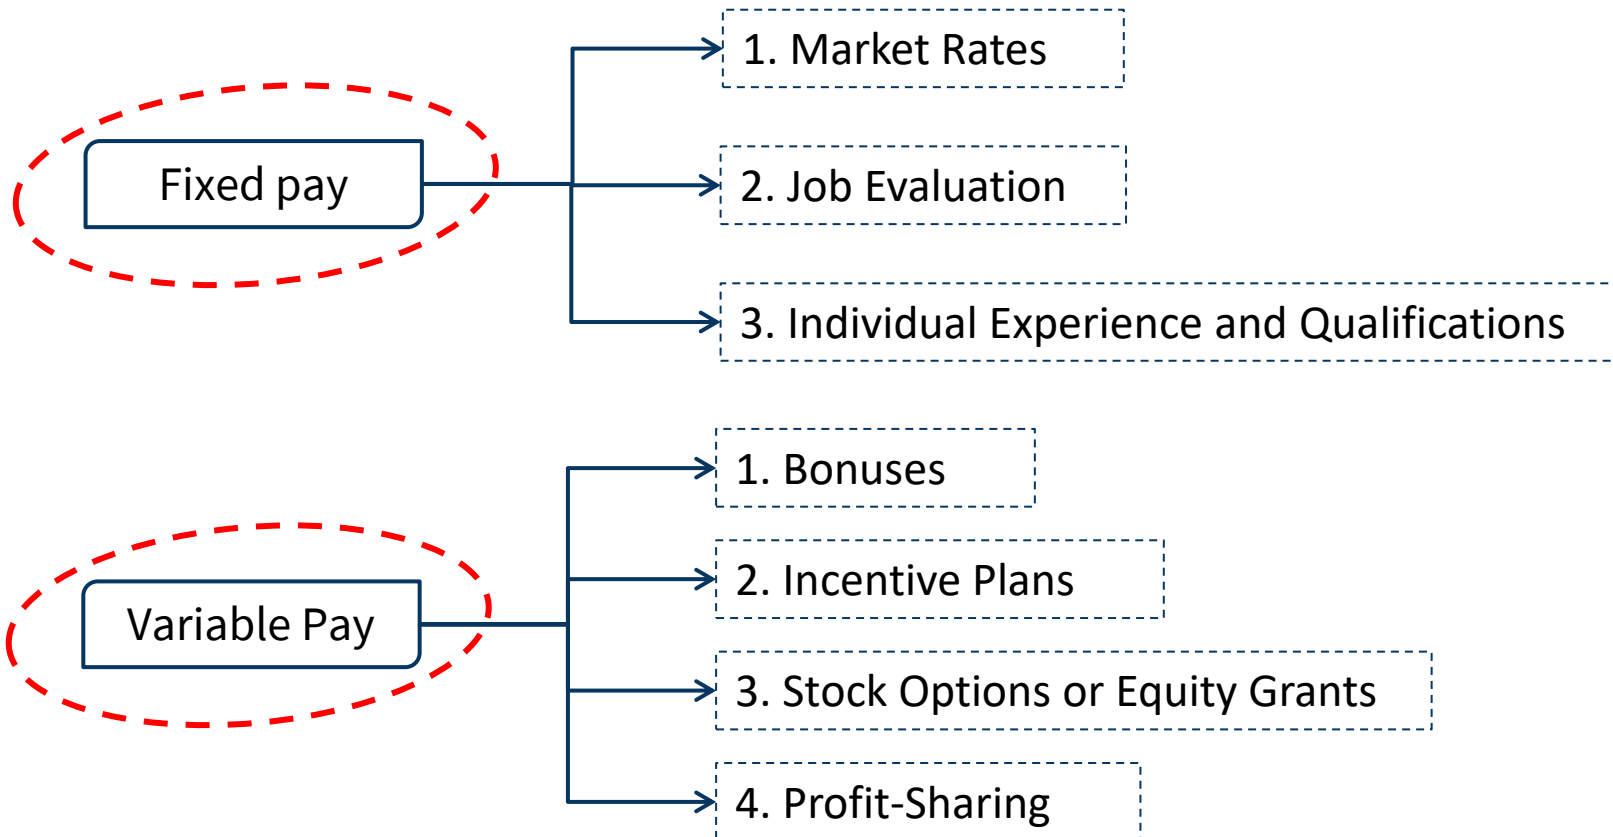 Fixed pay
1. Market Rates
2. Job Evaluation
3. Individual Experience and Qualifications
Variable Pay
1. Bonuses
2. Incentive Plans
3. Stock Options or Equity Grants
4. Profit-Sharing